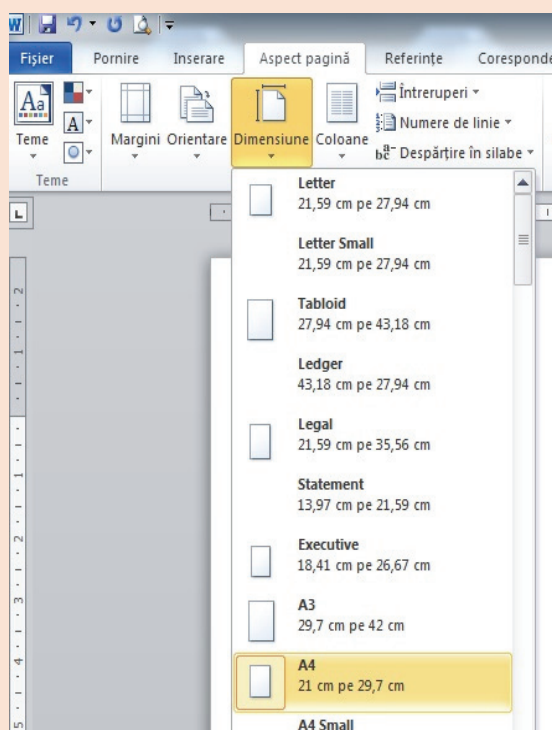 Fișier Pornire Inserare Aspect pagină Referințe Coresponde
Teme
Margini Orientare Dimensiune Coloane
Întreruperi
Numere de linie
Despărțire în silabe
Teme
Letter
21,59 cm pe 27,94 cm
Letter Small
21,59 cm pe 27,94 cm
Tabloid
27,94 cm pe 43,18 cm
Ledger
43,18 cm pe 27,94 cm
Legal
21,59 cm pe 35,56 cm
Statement
13,97 cm pe 21,59 cm
Executive
18,41 cm pe 26,67 cm
A3
29,7 cm pe 42 cm
A4
21 cm pe 29,7 cm
A4 Small